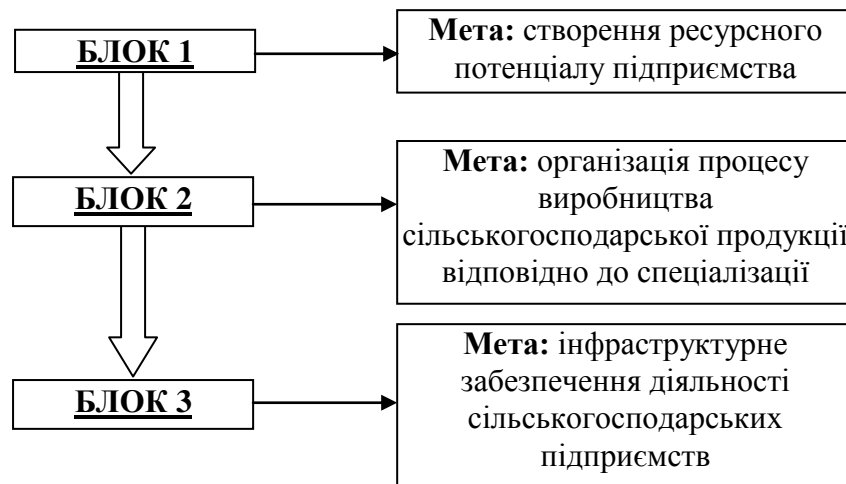 БЛОК 1
Мета: створення ресурсного
потенціалу підприємства
БЛОК 2
Мета: організація процесу
виробництва
сільськогосподарської продукції
відповідно до спеціалізації
БЛОК 3
Мета: інфраструктурне
забезпечення діяльності
сільськогосподарських
підприємств